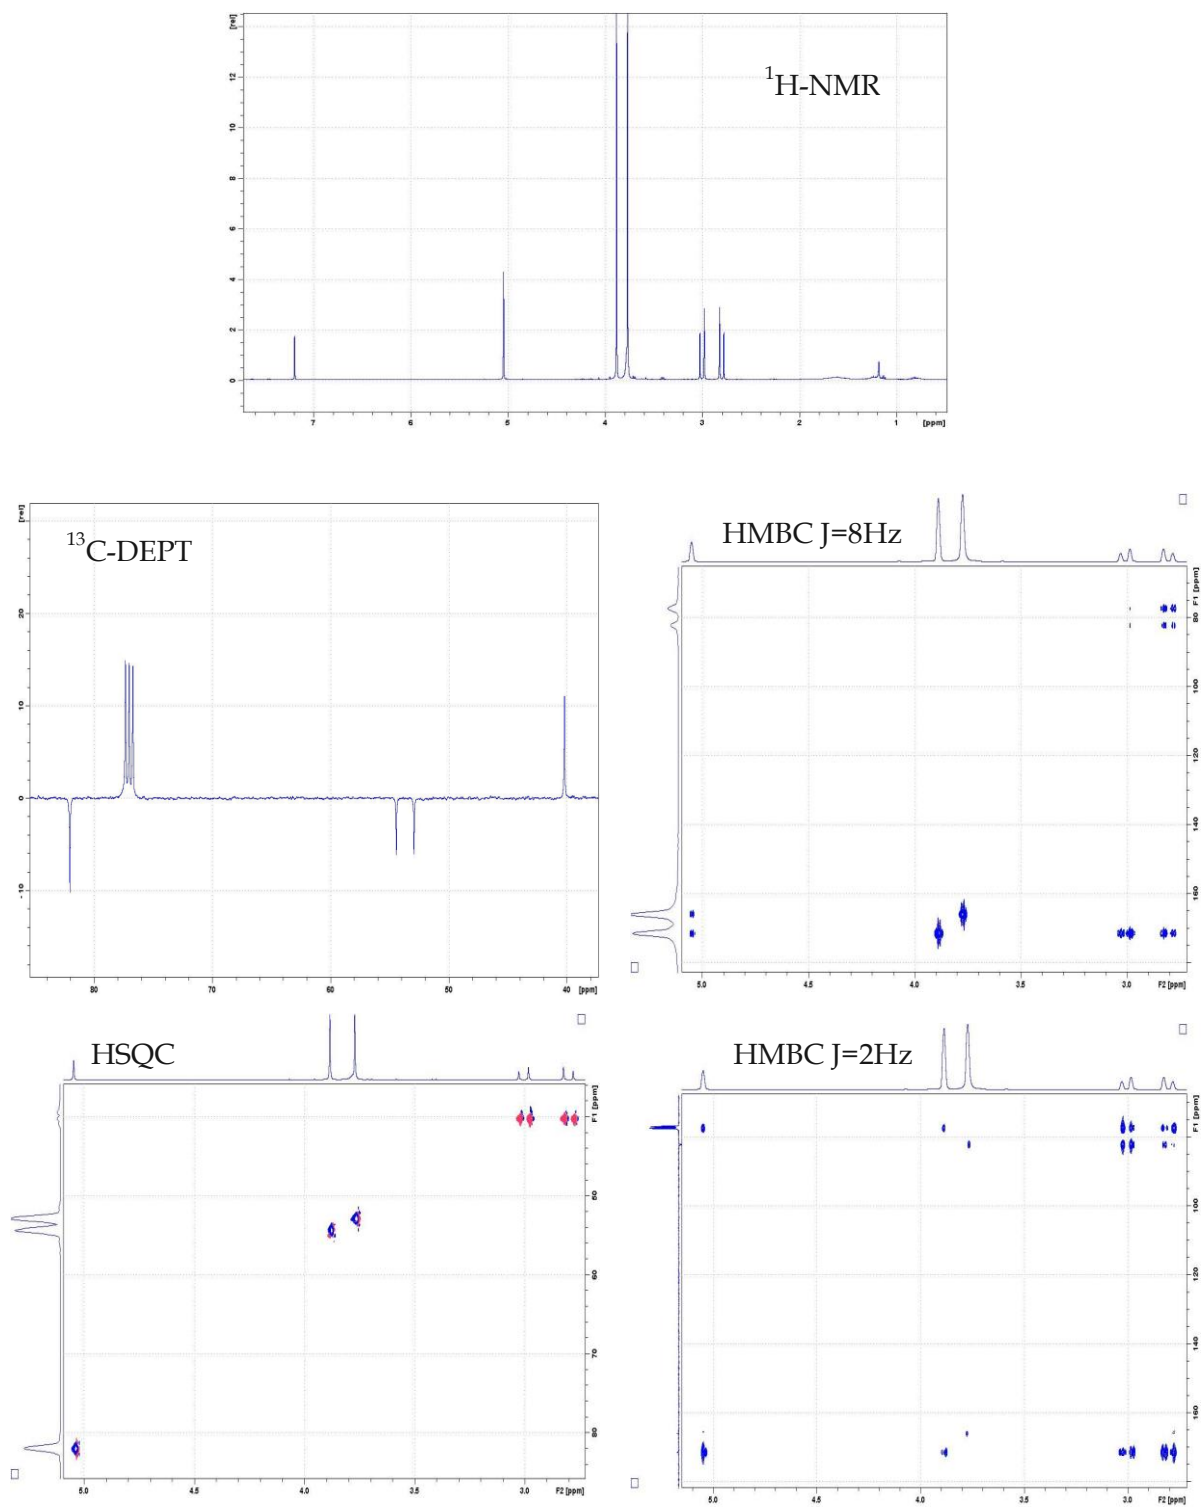 [rel]
¹H-NMR
12
10
8
6
4
2
0
7 6 5 4 3 2 1 [ppm]
[rel]
¹³C-DEPT
20
10
0
-10
80 70 60 50 40 [ppm]
HMBC J=8Hz
F1 [ppm]
80
100
120
140
160
5.0 4.5 4.0 3.5 3.0 F2 [ppm]
HSQC
F1 [ppm]
50
60
70
80
5.0 4.5 4.0 3.5 3.0 F2 [ppm]
HMBC J=2Hz
F1 [ppm]
100
120
140
160
5.0 4.5 4.0 3.5 3.0 F2 [ppm]